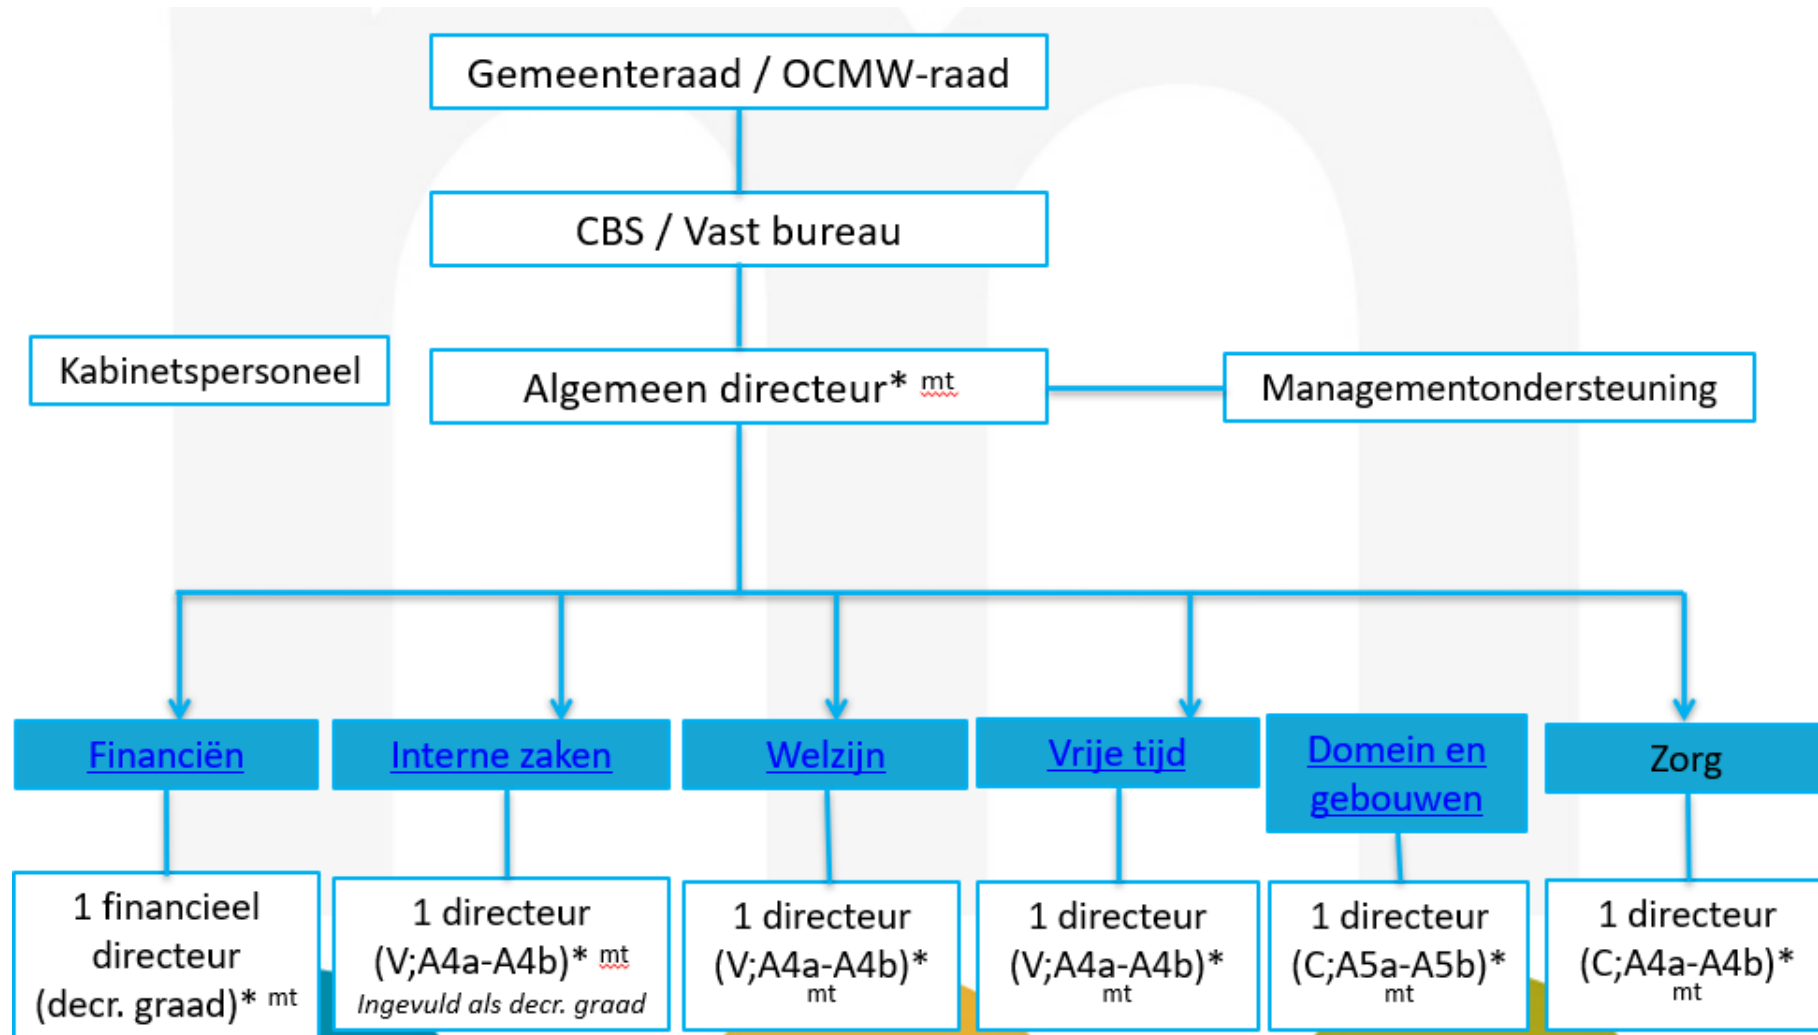 Gemeenteraad / OCMW-raad
CBS / Vast bureau
Kabinetspersoneel
Algemeen directeur* mt
Managementondersteuning
Financiën
Interne zaken
Welzijn
Vrije tijd
Domein en
gebouwen
Zorg
1 financieel
directeur
(decr. graad)* mt
1 directeur
(V;A4a-A4b)* mt
Ingevuld als decr. graad
1 directeur
(V;A4a-A4b)*
mt
1 directeur
(V;A4a-A4b)*
mt
1 directeur
(C;A5a-A5b)*
mt
1 directeur
(C;A4a-A4b)*
mt